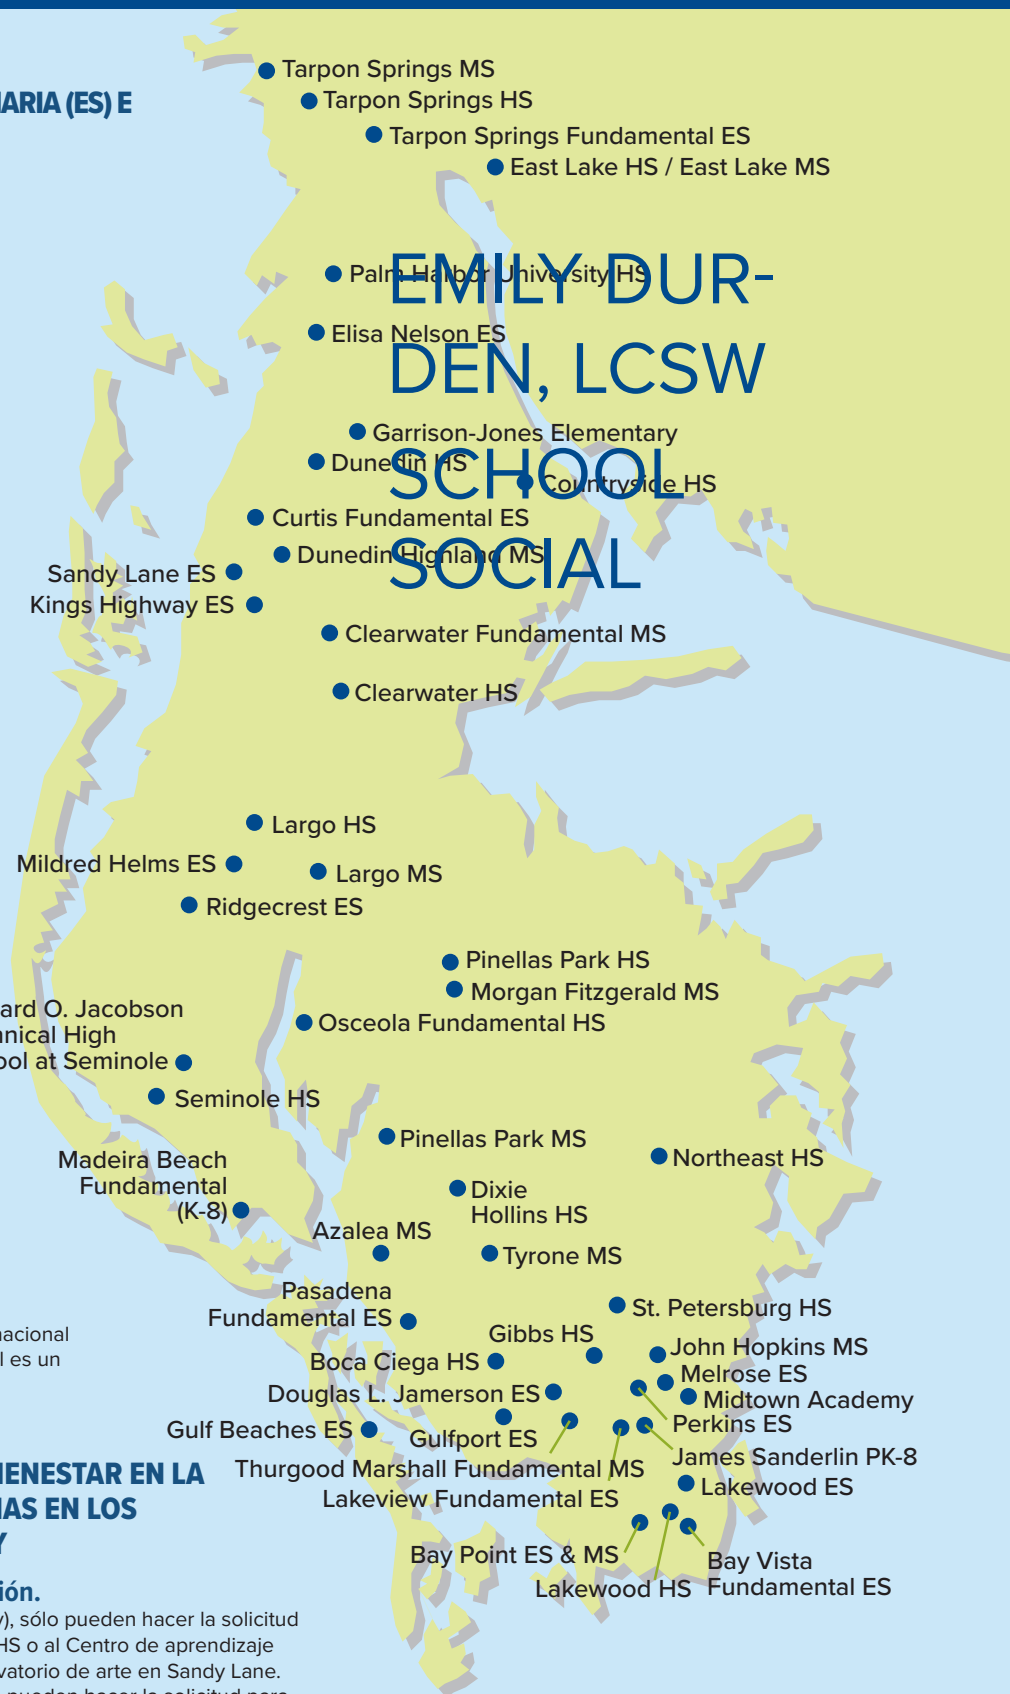 Tarpon Springs MS
ARIA (ES) E
Tarpon Springs HS
Tarpon Springs Fundamental ES
East Lake HS / East Lake MS
Palm Harbor University HS
EMILY DUR-
Elisa Nelson ES
DEN, LCSW
Garrison-Jones Elementary
Dunedin HS
SCHOOL
Countryside HS
Curtis Fundamental ES
Dunedin Highland MS
SOCIAL
Sandy Lane ES
Kings Highway ES
Clearwater Fundamental MS
Clearwater HS
Largo HS
Mildred Helms ES
Largo MS
Ridgecrest ES
Pinellas Park HS
Morgan Fitzgerald MS
ard O. Jacobson
nical High
ool at Seminole
Osceola Fundamental HS
Seminole HS
Pinellas Park MS
Northeast HS
Madeira Beach
Fundamental
(K-8)
Dixie
Hollins HS
Azalea MS
Tyrone MS
Pasadena
Fundamental ES
St. Petersburg HS
nacional
l es un
Gibbs HS
John Hopkins MS
Boca Ciega HS
Melrose ES
Douglas L. Jamerson ES
Midtown Academy
Gulf Beaches ES
Gulfport ES
Perkins ES
James Sanderlin PK-8
IENESTAR EN LA
Thurgood Marshall Fundamental MS
Lakewood ES
Lakeview Fundamental ES
AS EN LOS
Y
Bay Point ES & MS
Bay Vista
Fundamental ES
Lakewood HS
ión.
), sólo pueden hacer la solicitud
HS o al Centro de aprendizaje
vatorio de arte en Sandy Lane.
pueden hacer la solicitud para